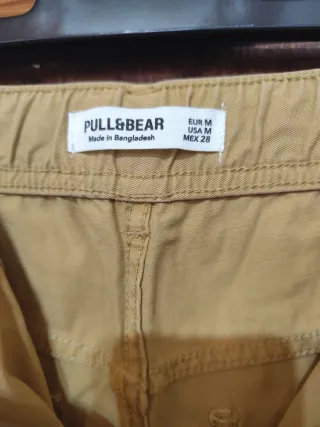 PULL&BEAR
Made in Bangladesh
EUR M
USA M
MEX 28